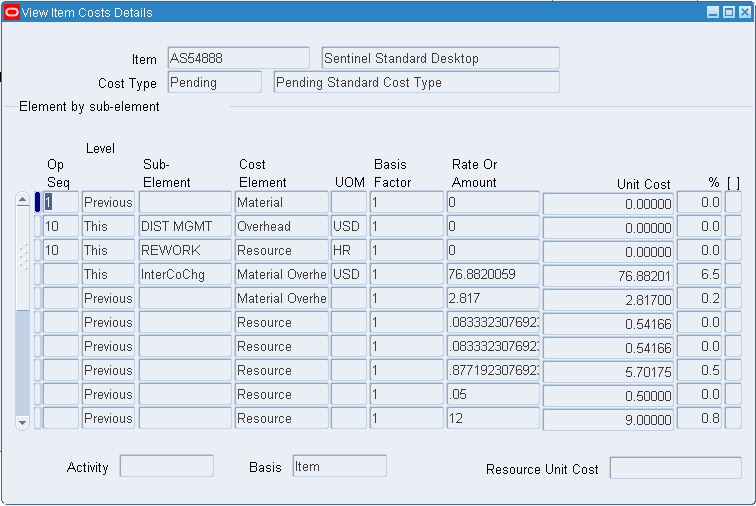 View Item Costs Details
Item AS54888 Sentinel Standard Desktop
Cost Type Pending Pending Standard Cost Type
Element by sub-element
Level
Op Sub- Cost Basis Rate Or
Seq Element Element UOM Factor Amount Unit Cost % [ ]
1 Previous Material 1 0 0.00000 0.0
10 This DIST MGMT Overhead USD 1 0 0.00000 0.0
10 This REWORK Resource HR 1 0 0.00000 0.0
This InterCoChg Material Overhe USD 1 76.8820059 76.88201 6.5
Previous Material Overhe 1 2.817 2.81700 0.2
Previous Resource 1 .0833323076923 0.54166 0.0
Previous Resource 1 .0833323076923 0.54166 0.0
Previous Resource 1 .8771923076923 5.70175 0.5
Previous Resource 1 .05 0.50000 0.0
Previous Resource 1 12 9.00000 0.8
Activity Basis Item Resource Unit Cost